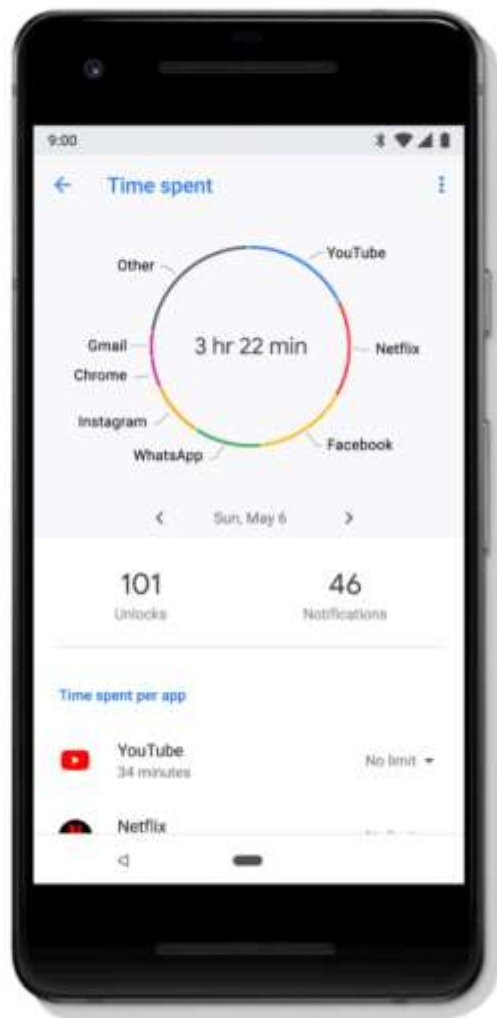 9:00
Time spent
YouTube
Other
3 hr 22 min
Gmail
Netflix
Chrome
Instagram
Facebook
WhatsApp
Sun, May 6
101
46
Unlocks
Notifications
Time spent per app
YouTube
34 minutes
No limit
Netflix